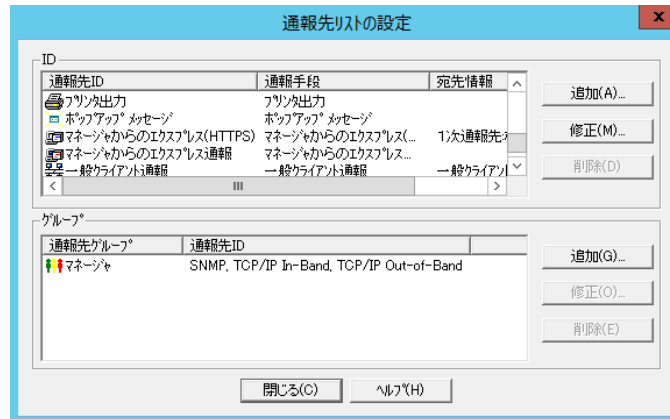 通報先リストの設定
x
ID
通報先ID 通報手段 宛先情報
プリンタ出力 プリンタ出力
ポップアップ メッセージ ポップアップ メッセージ
マネージャからのエクスプレス(HTTPS) マネージャからのエクスプレス(... 1次通報先:
マネージャからのエクスプレス通報 マネージャからのエクスプレス...
一般クライアント通報 一般クライアント通報 一般クライアン
追加(A)...
修正(M)...
削除(D)
グループ
通報先グループ 通報先ID
マネージャ SNMP, TCP/IP In-Band, TCP/IP Out-of-Band
追加(G)...
修正(O)...
削除(E)
閉じる(C) ヘルプ(H)